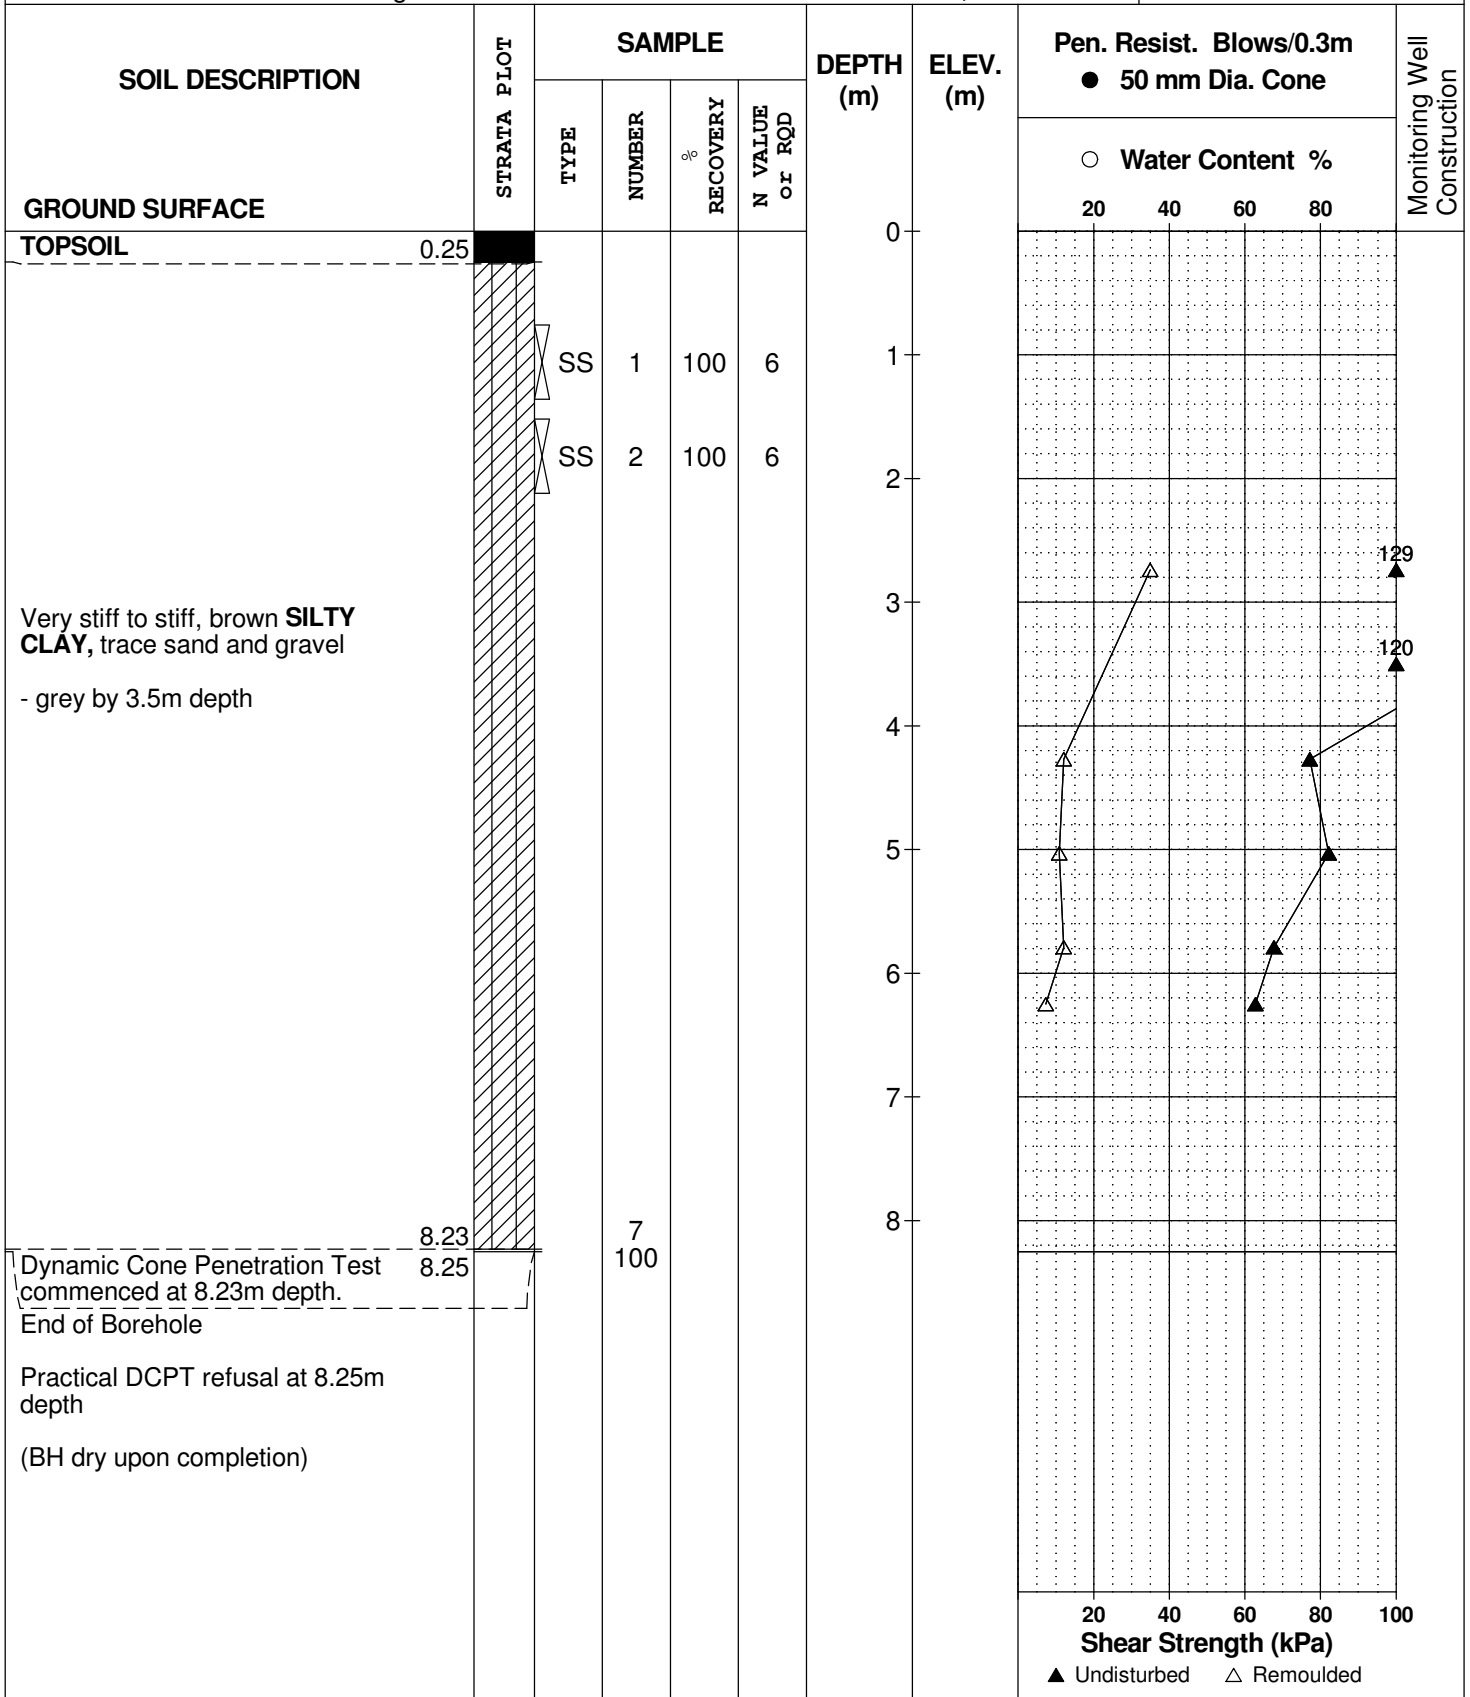 SOIL DESCRIPTION
GROUND SURFACE
STRATA PLOT
SAMPLE
TYPE
NUMBER
% RECOVERY
N VALUE or RQD
DEPTH (m)
ELEV. (m)
Pen. Resist. Blows/0.3m
● 50 mm Dia. Cone
○ Water Content %
20 40 60 80
Monitoring Well Construction
TOPSOIL 0.25
0
SS 1 100 6
1
SS 2 100 6
2
129
3
Very stiff to stiff, brown SILTY
CLAY, trace sand and gravel
120
- grey by 3.5m depth
4
5
6
7
8
8.23
7
100
Dynamic Cone Penetration Test 8.25
commenced at 8.23m depth.
End of Borehole
Practical DCPT refusal at 8.25m
depth
(BH dry upon completion)
20 40 60 80 100
Shear Strength (kPa)
▲ Undisturbed △ Remoulded